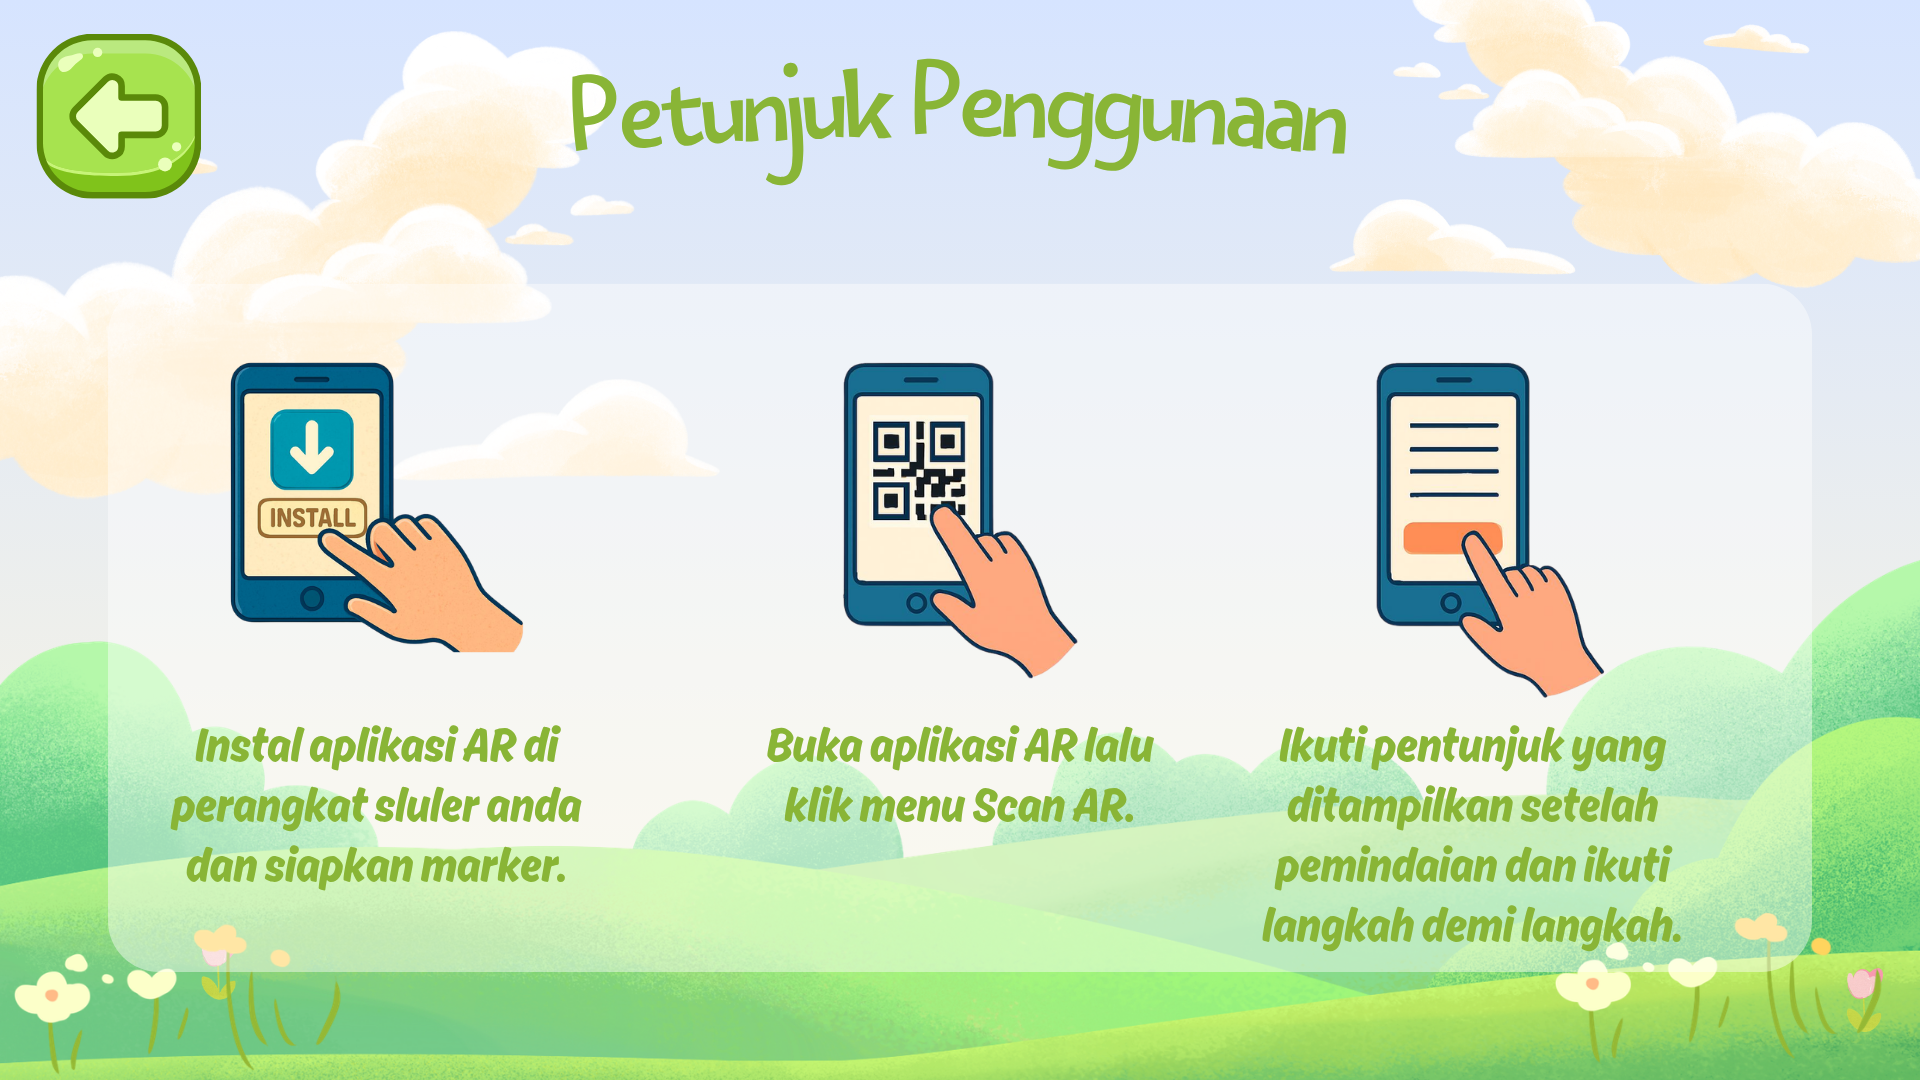 Petunjuk Penggunaan
INSTALL
Instal aplikasi AR di
perangkat sluler anda
dan siapkan marker.
Buka aplikasi AR lalu
klik menu Scan AR.
Ikuti pentunjuk yang
ditampilkan setelah
pemindaian dan ikuti
langkah demi langkah.